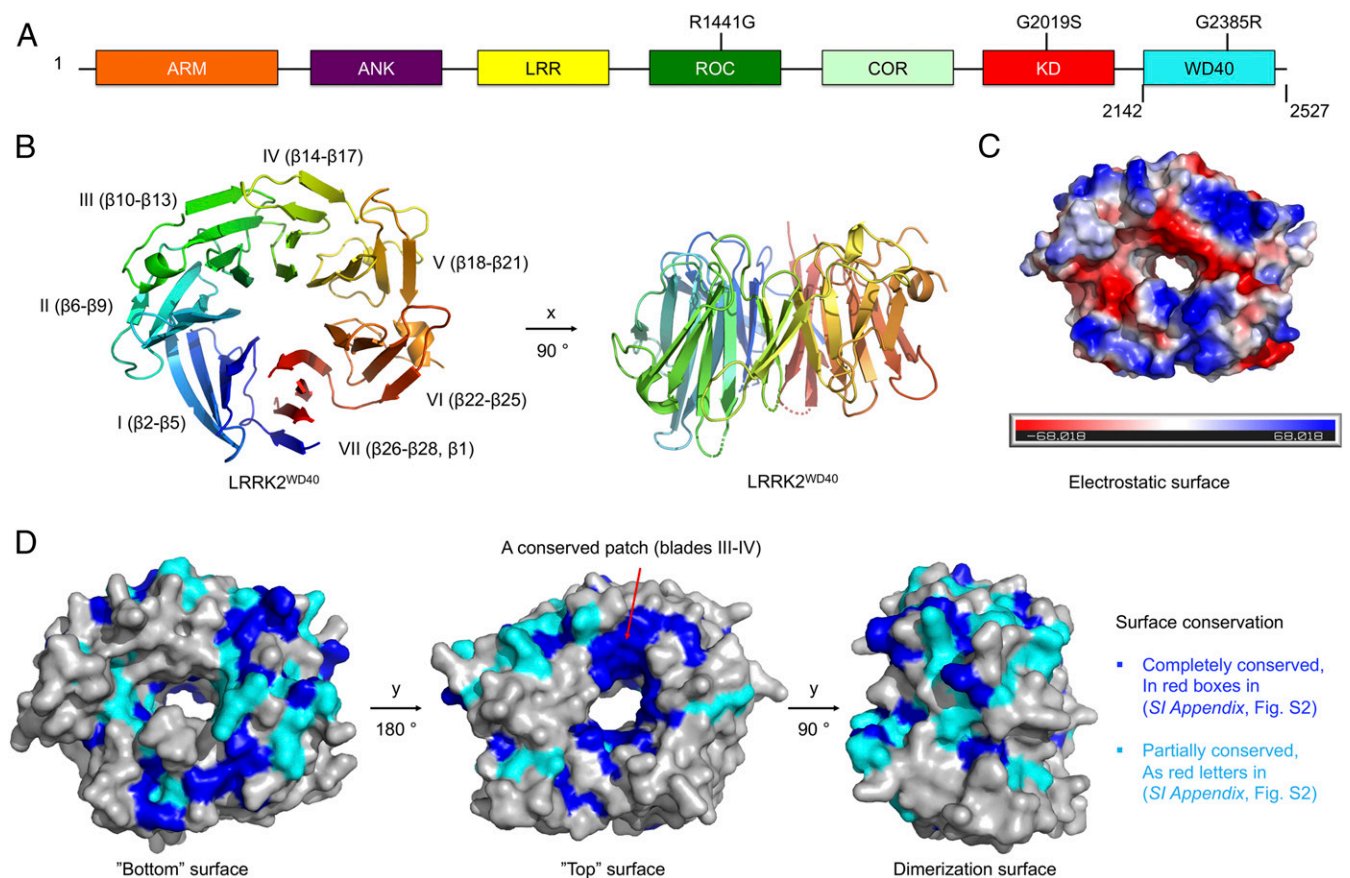 A
R1441G
G2019S
G2385R
1
ARM
ANK
LRR
ROC
COR
KD
WD40
2142
2527
B
IV (β14-β17)
III (β10-β13)
V (β18-β21)
II (β6-β9)
x
90 °
VI (β22-β25)
I (β2-β5)
VII (β26-β28, β1)
LRRK2WD40
LRRK2WD40
C
-68.018
68.018
Electrostatic surface
D
A conserved patch (blades III-IV)
y
180 °
y
90 °
Surface conservation
Completely conserved,
In red boxes in
(SI Appendix, Fig. S2)
Partially conserved,
As red letters in
(SI Appendix, Fig. S2)
”Bottom” surface
”Top” surface
Dimerization surface